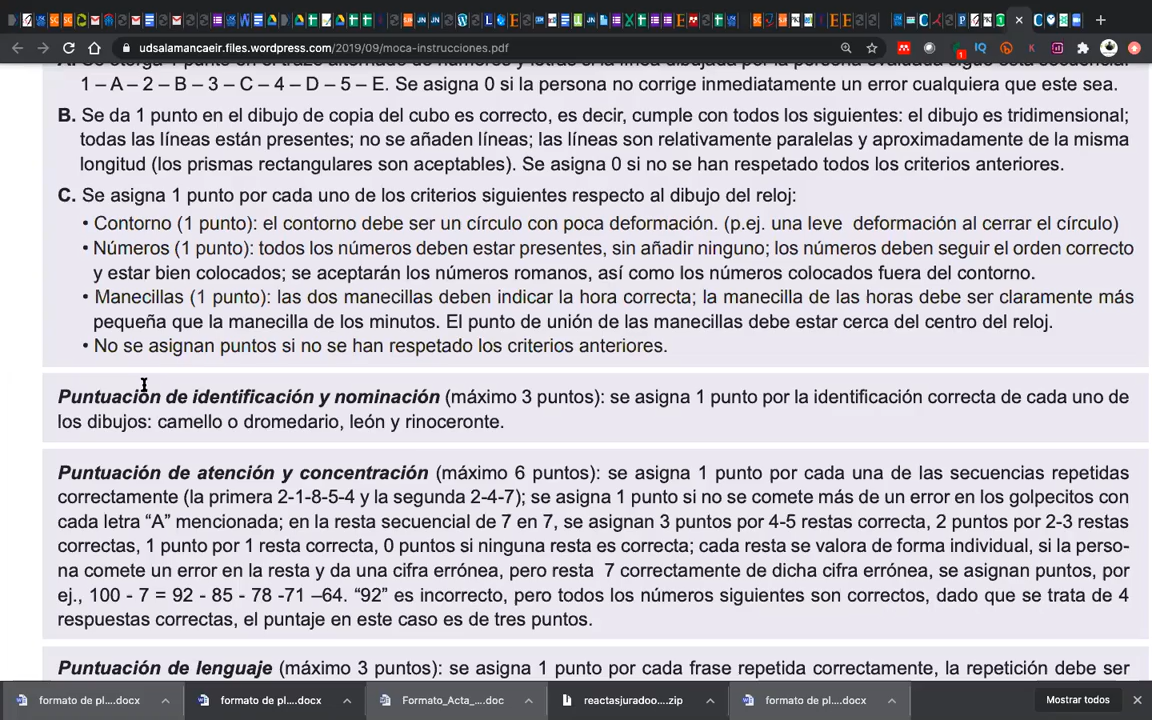 udsalamancaeir.files.wordpress.com/2019/09/moca-instrucciones.pdf
1 – A – 2 – B – 3 – C – 4 – D – 5 – E. Se asigna 0 si la persona no corrige inmediatamente un error cualquiera que este sea.
B. Se da 1 punto en el dibujo de copia del cubo es correcto, es decir, cumple con todos los siguientes: el dibujo es tridimensional;
todas las líneas están presentes; no se añaden líneas; las líneas son relativamente paralelas y aproximadamente de la misma
longitud (los prismas rectangulares son aceptables). Se asigna 0 si no se han respetado todos los criterios anteriores.
C. Se asigna 1 punto por cada uno de los criterios siguientes respecto al dibujo del reloj:
• Contorno (1 punto): el contorno debe ser un círculo con poca deformación. (p.ej. una leve deformación al cerrar el círculo)
• Números (1 punto): todos los números deben estar presentes, sin añadir ninguno; los números deben seguir el orden correcto
y estar bien colocados; se aceptarán los números romanos, así como los números colocados fuera del contorno.
• Manecillas (1 punto): las dos manecillas deben indicar la hora correcta; la manecilla de las horas debe ser claramente más
pequeña que la manecilla de los minutos. El punto de unión de las manecillas debe estar cerca del centro del reloj.
• No se asignan puntos si no se han respetado los criterios anteriores.
Puntuación de identificación y nominación (máximo 3 puntos): se asigna 1 punto por la identificación correcta de cada uno de
los dibujos: camello o dromedario, león y rinoceronte.
Puntuación de atención y concentración (máximo 6 puntos): se asigna 1 punto por cada una de las secuencias repetidas
correctamente (la primera 2-1-8-5-4 y la segunda 2-4-7); se asigna 1 punto si no se comete más de un error en los golpecitos con
cada letra “A” mencionada; en la resta secuencial de 7 en 7, se asignan 3 puntos por 4-5 restas correcta, 2 puntos por 2-3 restas
correctas, 1 punto por 1 resta correcta, 0 puntos si ninguna resta es correcta; cada resta se valora de forma individual, si la perso-
na comete un error en la resta y da una cifra errónea, pero resta 7 correctamente de dicha cifra errónea, se asignan puntos, por
ej., 100 - 7 = 92 - 85 - 78 -71 –64. “92” es incorrecto, pero todos los números siguientes son correctos, dado que se trata de 4
respuestas correctas, el puntaje en este caso es de tres puntos.
Puntuación de lenguaje (máximo 3 puntos): se asigna 1 punto por cada frase repetida correctamente, la repetición debe ser
formato de pl....docx formato de pl....docx Formato_Acta_....doc reactasjuradoo....zip formato de pl....docx Mostrar todos